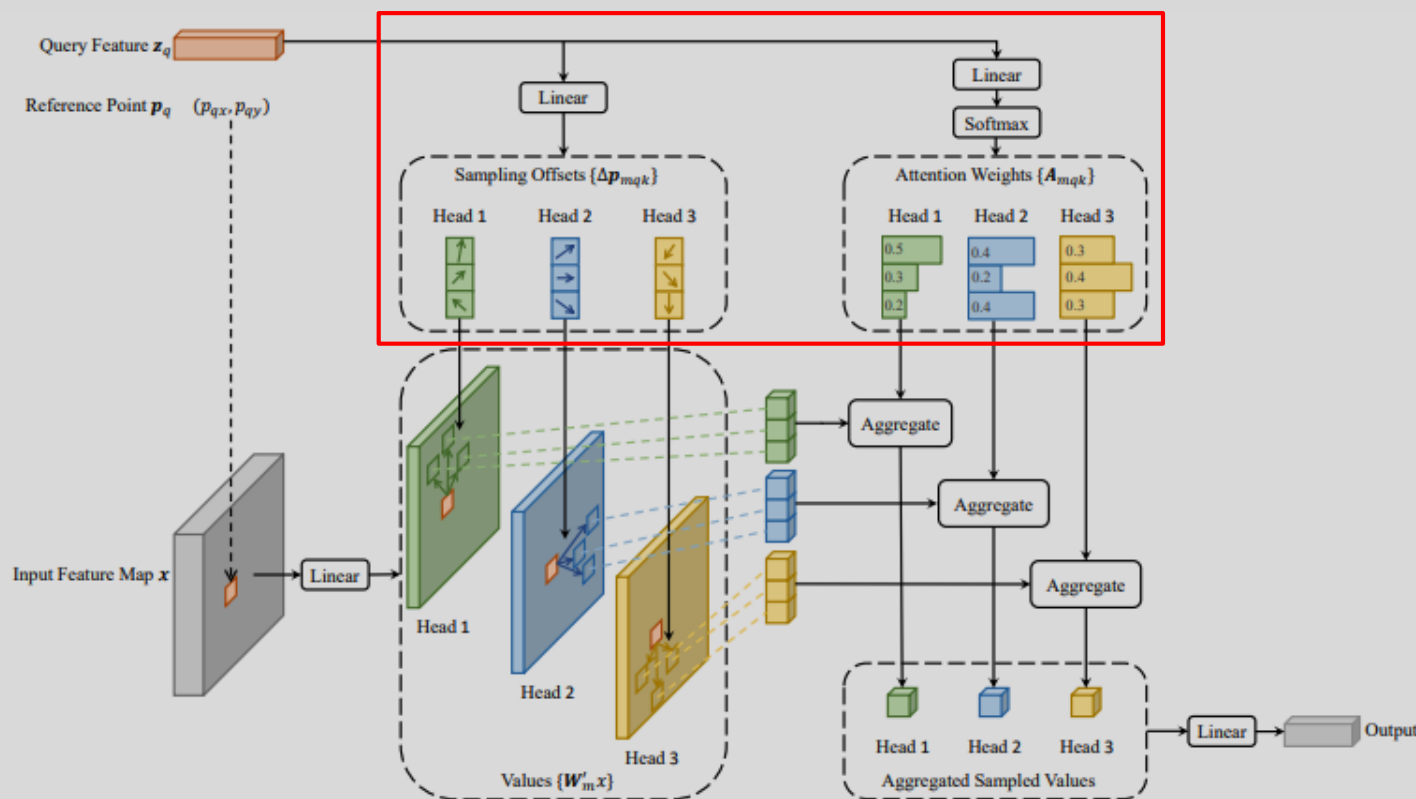 Query Feature z_q
Reference Point p_q (p_qx, p_qy)
Linear
Linear
Softmax
Sampling Offsets {Δp_mqk}
Head 1 Head 2 Head 3
Attention Weights {A_mqk}
Head 1 Head 2 Head 3
0.5 0.4 0.3
0.3 0.2 0.4
0.2 0.4 0.3
Input Feature Map x
Linear
Head 1
Head 2
Head 3
Values {W'_m x}
Aggregate
Aggregate
Aggregate
Head 1 Head 2 Head 3
Aggregated Sampled Values
Linear
Output